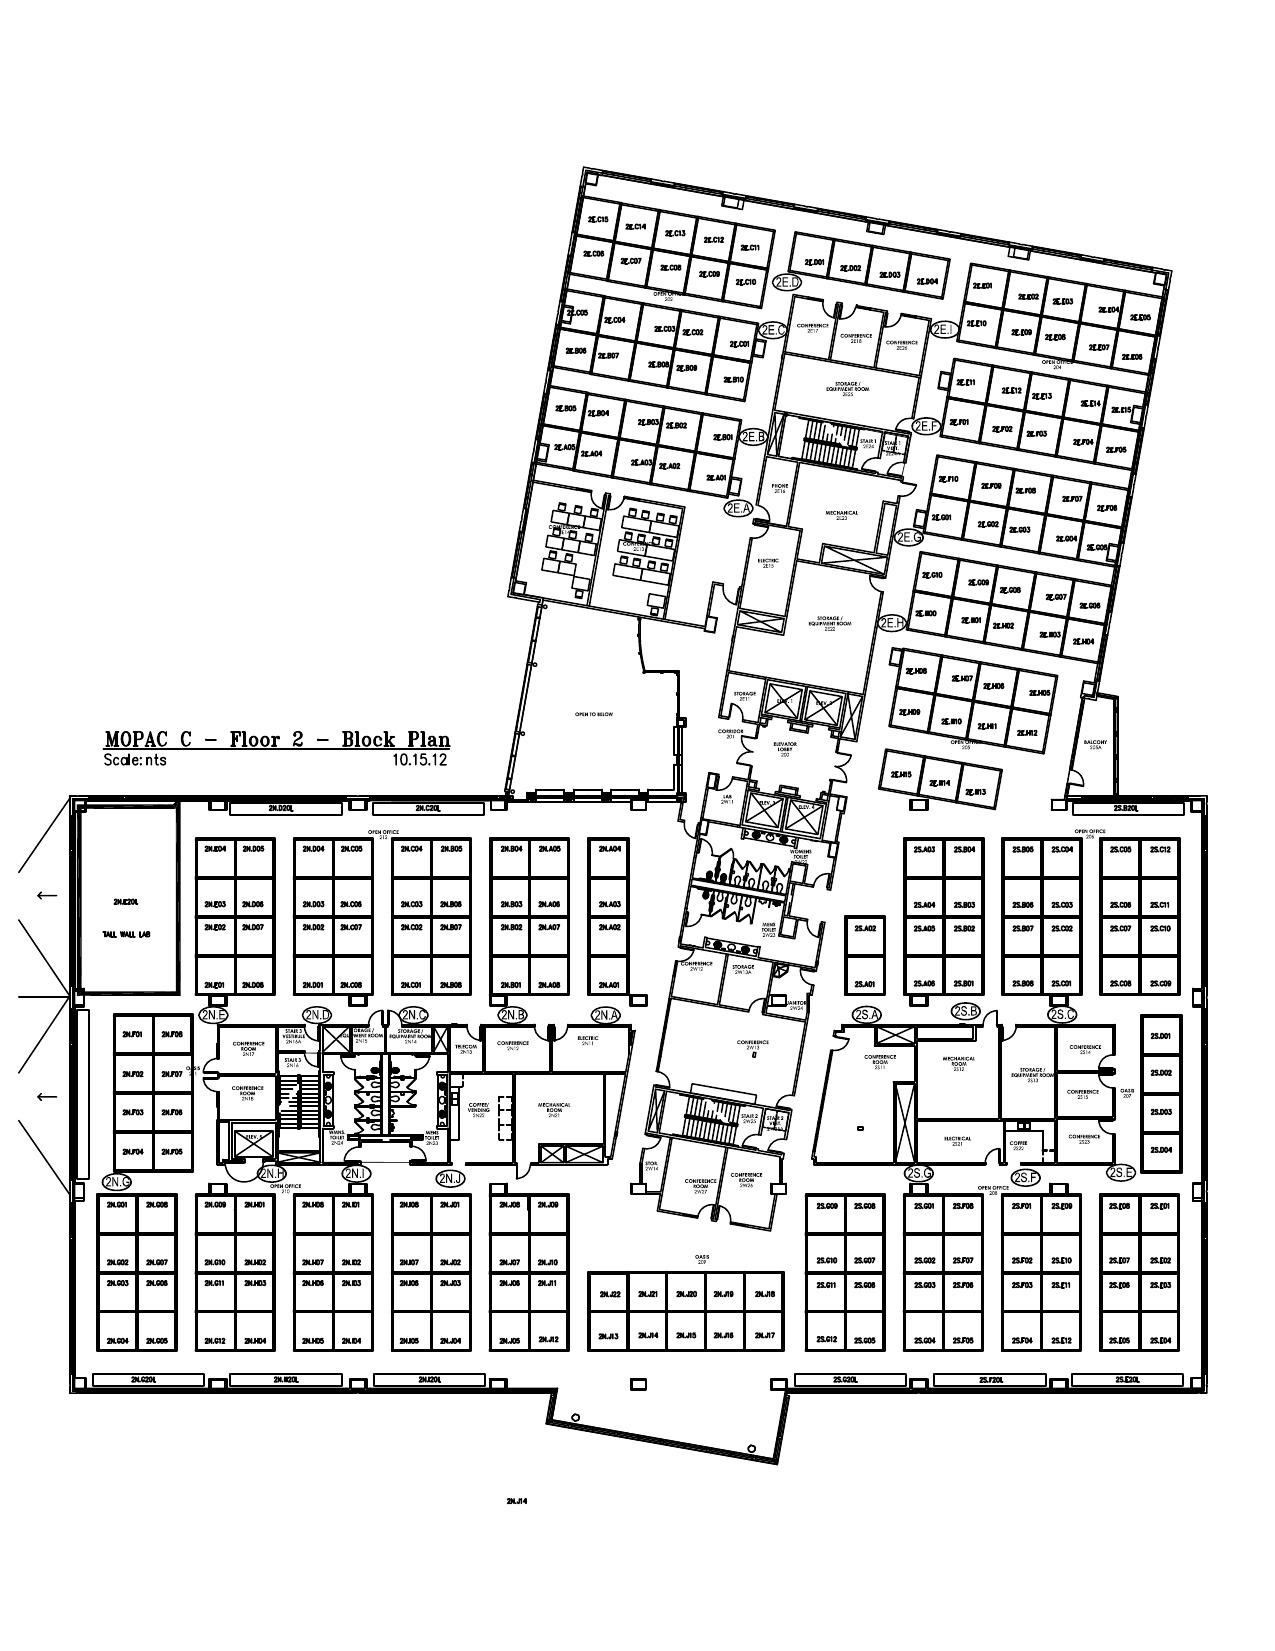 2E.C15 2E.C14 2E.C13 2E.C12 2E.C11
2E.C06 2E.C07 2E.C08 2E.C09 2E.C10
2E.D01 2E.D02 2E.D03 2E.D04
2E.D
2E.E01 2E.E02 2E.E03 2E.E04 2E.E05
2E.E10 2E.E09 2E.E08 2E.E07 2E.E06
OPEN OFFICE
202
2E.C05 2E.C04 2E.C03 2E.C02 2E.C01
2E.C
CONFERENCE
2E17
CONFERENCE
2E18
CONFERENCE
2E26
2E.I
2E.B06 2E.B07 2E.B08 2E.B09 2E.B10
OPEN OFFICE
204
STORAGE /
EQUIPMENT ROOM
2E25
2E.E11 2E.E12 2E.E13 2E.E14 2E.E15
2E.B05 2E.B04 2E.B03 2E.B02 2E.B01
2E.B
2E.F
2E.F01 2E.F02 2E.F03 2E.F04 2E.F05
2E.A05 2E.A04 2E.A03 2E.A02 2E.A01
STAIR 1
2E24
STAIR 1
PHONE
2E16
MECHANICAL
2E23
2E.A
2E.F10 2E.F09 2E.F08 2E.F07 2E.F06
2E.G01 2E.G02 2E.G03 2E.G04 2E.G05
2E.G
2E13
ELECTRIC
2E15
2E.G10 2E.G09 2E.G08 2E.G07 2E.G06
2E.H00 2E.H01 2E.H02 2E.H03 2E.H04
STORAGE /
EQUIPMENT ROOM
2E22
2E.H
2E.H08 2E.H07 2E.H06 2E.H05
2E.H09 2E.H10 2E.H11 2E.H12
STORAGE
2E11
ELEV. 1
OPEN TO BELOW
CORRIDOR
201
ELEVATOR
LOBBY
200
OPEN OFFICE
205
BALCONY
205A
2E.H15 2E.H14 2E.H13
MOPAC C - Floor 2 - Block Plan
Scale: nts 10.15.12
LAB
2W11
ELEV. 3
ELEV. 4
2N.D20L 2N.C20L 2S.B20L
OPEN OFFICE
212
OPEN OFFICE
206
2N.E04 2N.D05 2N.D04 2N.C05 2N.C04 2N.B05 2N.B04 2N.A05 2N.A04
2S.A03 2S.B04 2S.B05 2S.C04 2S.C05 2S.C12
WOMENS
TOILET
2N.E20L
TALL WALL LAB
2N.E03 2N.D06 2N.D03 2N.C06 2N.C03 2N.B06 2N.B03 2N.A06 2N.A03
2S.A04 2S.B03 2S.B06 2S.C03 2S.C06 2S.C11
2N.E02 2N.D07 2N.D02 2N.C07 2N.C02 2N.B07 2N.B02 2N.A07 2N.A02
MENS
TOILET
2W23
2S.A02 2S.A05 2S.B02 2S.B07 2S.C02 2S.C07 2S.C10
CONFERENCE
2W12
STORAGE
2W13A
2N.E01 2N.D08 2N.D01 2N.C08 2N.C01 2N.B08 2N.B01 2N.A08 2N.A01
2S.A01 2S.A06 2S.B01 2S.B08 2S.C01 2S.C08 2S.C09
JANITOR
2W24
2N.E 2N.D 2N.C 2N.B 2N.A 2S.A 2S.B 2S.C
2N.F01 2N.F08
2N.F02 2N.F07
2N.F03 2N.F06
2N.F04 2N.F05
CONFERENCE
ROOM
2N17
STAIR 3
VESTIBULE
2N16A
STAIR 3
2N16
2N15
STORAGE /
EQUIPMENT ROOM
2N14
TELECOM
2N13
CONFERENCE
2N12
ELECTRIC
2N11
CONFERENCE
2W13
CONFERENCE
ROOM
2S11
MECHANICAL
ROOM
2S12
STORAGE /
EQUIPMENT ROOM
2S13
CONFERENCE
2S14
CONFERENCE
2S15
OASIS
207
2S.D01
2S.D02
2S.D03
2S.D04
CONFERENCE
ROOM
2N18
ELEV. 5
WMNS.
TOILET
2N24
MENS
TOILET
2N23
COFFEE/
VENDING
2N22
MECHANICAL
ROOM
2N21
STAIR 2
2W25
STAIR 2
ELECTRICAL
2S21
COFFEE
2S22
CONFERENCE
2S23
STOR.
2W14
CONFERENCE
ROOM
2W27
CONFERENCE
ROOM
2W26
2N.G 2N.H 2N.I 2N.J 2S.G 2S.F 2S.E
OPEN OFFICE
210
OPEN OFFICE
208
2N.G01 2N.G08 2N.G09 2N.H01 2N.H08 2N.I01 2N.I08 2N.J01 2N.J08 2N.J09
2S.G09 2S.G08 2S.G01 2S.F08 2S.F01 2S.E09 2S.E08 2S.E01
2N.G02 2N.G07 2N.G10 2N.H02 2N.H07 2N.I02 2N.I07 2N.J02 2N.J07 2N.J10
OASIS
209
2S.G10 2S.G07 2S.G02 2S.F07 2S.F02 2S.E10 2S.E07 2S.E02
2N.G03 2N.G06 2N.G11 2N.H03 2N.H06 2N.I03 2N.I06 2N.J03 2N.J06 2N.J11
2N.J22 2N.J21 2N.J20 2N.J19 2N.J18
2S.G11 2S.G06 2S.G03 2S.F06 2S.F03 2S.E11 2S.E06 2S.E03
2N.G04 2N.G05 2N.G12 2N.H04 2N.H05 2N.I04 2N.I05 2N.J04 2N.J05 2N.J12
2N.J13 2N.J14 2N.J15 2N.J16 2N.J17
2S.G12 2S.G05 2S.G04 2S.F05 2S.F04 2S.E12 2S.E05 2S.E04
2N.G20L 2N.H20L 2N.I20L 2S.G20L 2S.F20L 2S.E20L
2N.J14